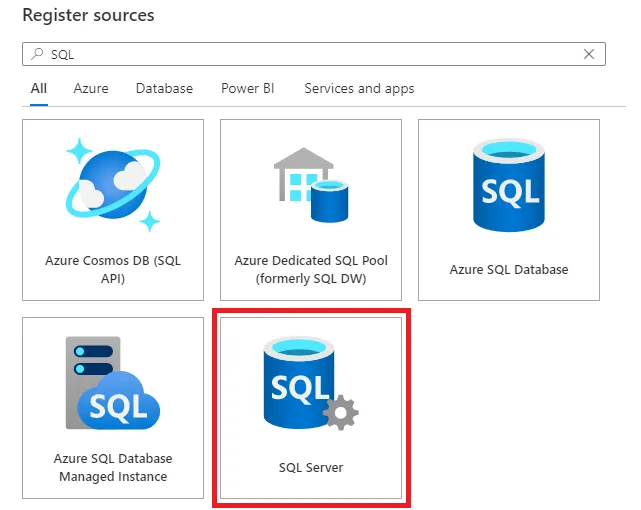 Register sources
SQL
All Azure Database Power BI Services and apps
Azure Cosmos DB (SQL
API)
Azure Dedicated SQL Pool
(formerly SQL DW)
SQL
Azure SQL Database
SQL
Azure SQL Database
Managed Instance
SQL
SQL Server